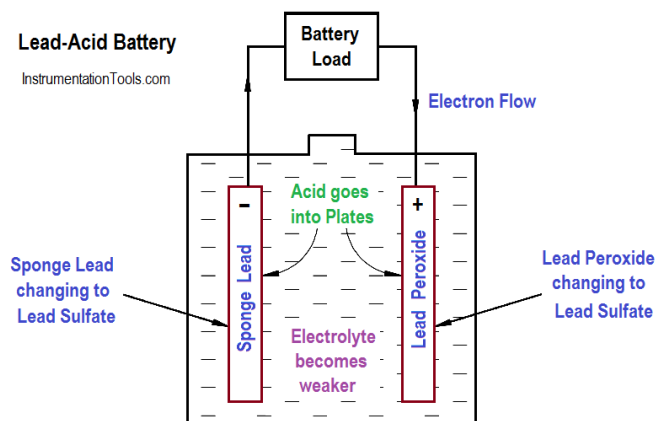 Lead-Acid Battery
InstrumentationTools.com
Battery
Load
Electron Flow
−
+
Acid goes
into Plates
Sponge Lead
Lead Peroxide
Sponge Lead
changing to
Lead Sulfate
Lead Peroxide
changing to
Lead Sulfate
Electrolyte
becomes
weaker